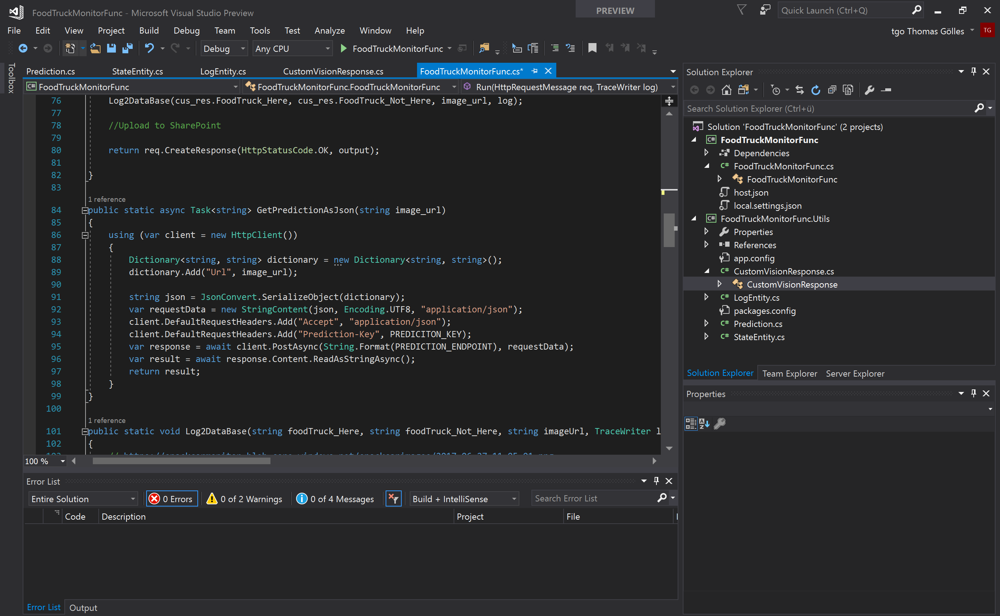 FoodTruckMonitorFunc - Microsoft Visual Studio Preview
PREVIEW
Quick Launch (Ctrl+Q)
File Edit View Project Build Debug Team Tools Test Analyze Window Help
tgo Thomas Gölles TG
Debug Any CPU FoodTruckMonitorFunc
Toolbox
Prediction.cs StateEntity.cs LogEntity.cs CustomVisionResponse.cs FoodTruckMonitorFunc.cs*
C# FoodTruckMonitorFunc FoodTruckMonitorFunc.FoodTruckMonitorFunc Run(HttpRequestMessage req, TraceWriter log)
76 Log2DataBase(cus_res.FoodTruck_Here, cus_res.FoodTruck_Not_Here, image_url, log);
77
78 //Upload to SharePoint
79
80 return req.CreateResponse(HttpStatusCode.OK, output);
81
82 }
83
1 reference
84 public static async Task<string> GetPredictionAsJson(string image_url)
85 {
86 using (var client = new HttpClient())
87 {
88 Dictionary<string, string> dictionary = new Dictionary<string, string>();
89 dictionary.Add("Url", image_url);
90
91 string json = JsonConvert.SerializeObject(dictionary);
92 var requestData = new StringContent(json, Encoding.UTF8, "application/json");
93 client.DefaultRequestHeaders.Add("Accept", "application/json");
94 client.DefaultRequestHeaders.Add("Prediction-Key", PREDICITON_KEY);
95 var response = await client.PostAsync(String.Format(PREDICTION_ENDPOINT), requestData);
96 var result = await response.Content.ReadAsStringAsync();
97 return result;
98 }
99 }
100
1 reference
101 public static void Log2DataBase(string foodTruck_Here, string foodTruck_Not_Here, string imageUrl, TraceWriter l
102 {
100 %
Error List
Entire Solution 0 Errors 0 of 2 Warnings 0 of 4 Messages Build + IntelliSense Search Error List
Code Description Project File
Error List Output
Solution Explorer
Search Solution Explorer (Ctrl+ü)
Solution 'FoodTruckMonitorFunc' (2 projects)
C# FoodTruckMonitorFunc
Dependencies
C# FoodTruckMonitorFunc.cs
FoodTruckMonitorFunc
host.json
local.settings.json
C# FoodTruckMonitorFunc.Utils
Properties
References
app.config
C# CustomVisionResponse.cs
CustomVisionResponse
C# LogEntity.cs
packages.config
C# Prediction.cs
C# StateEntity.cs
Solution Explorer Team Explorer Server Explorer
Properties